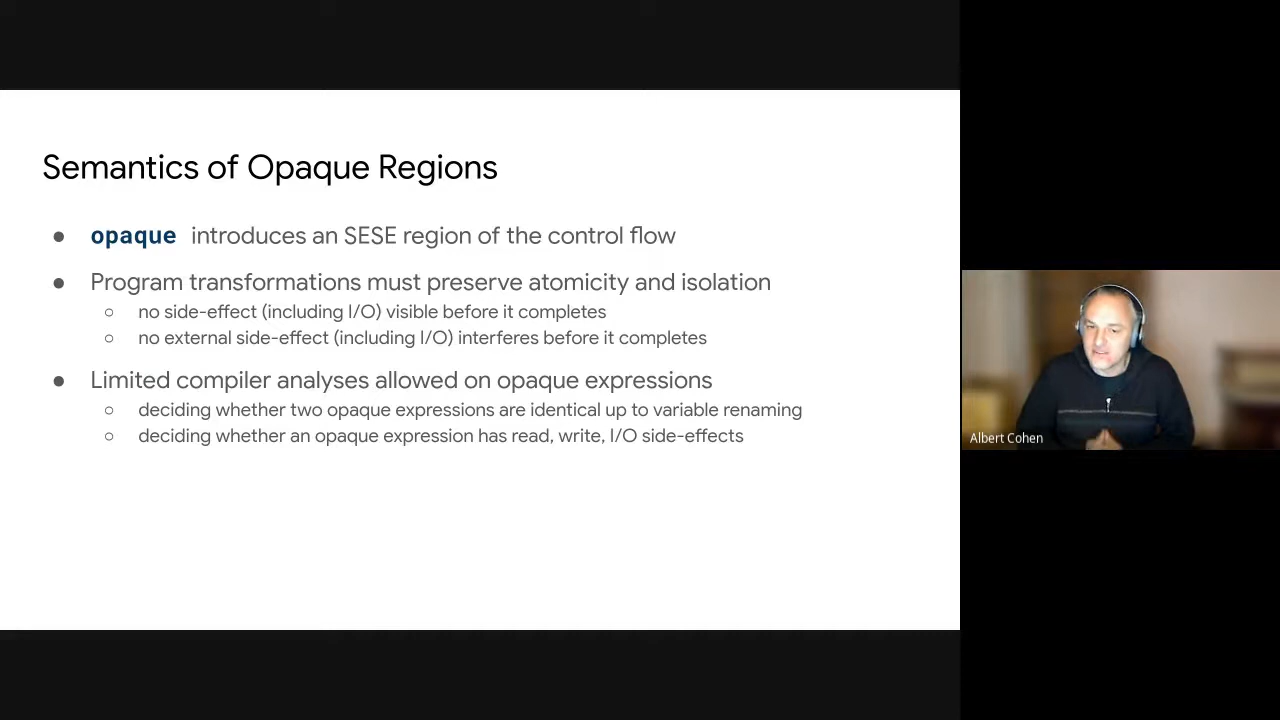 Semantics of Opaque Regions
● opaque introduces an SESE region of the control flow
● Program transformations must preserve atomicity and isolation
○ no side-effect (including I/O) visible before it completes
○ no external side-effect (including I/O) interferes before it completes
● Limited compiler analyses allowed on opaque expressions
○ deciding whether two opaque expressions are identical up to variable renaming
○ deciding whether an opaque expression has read, write, I/O side-effects
Albert Cohen